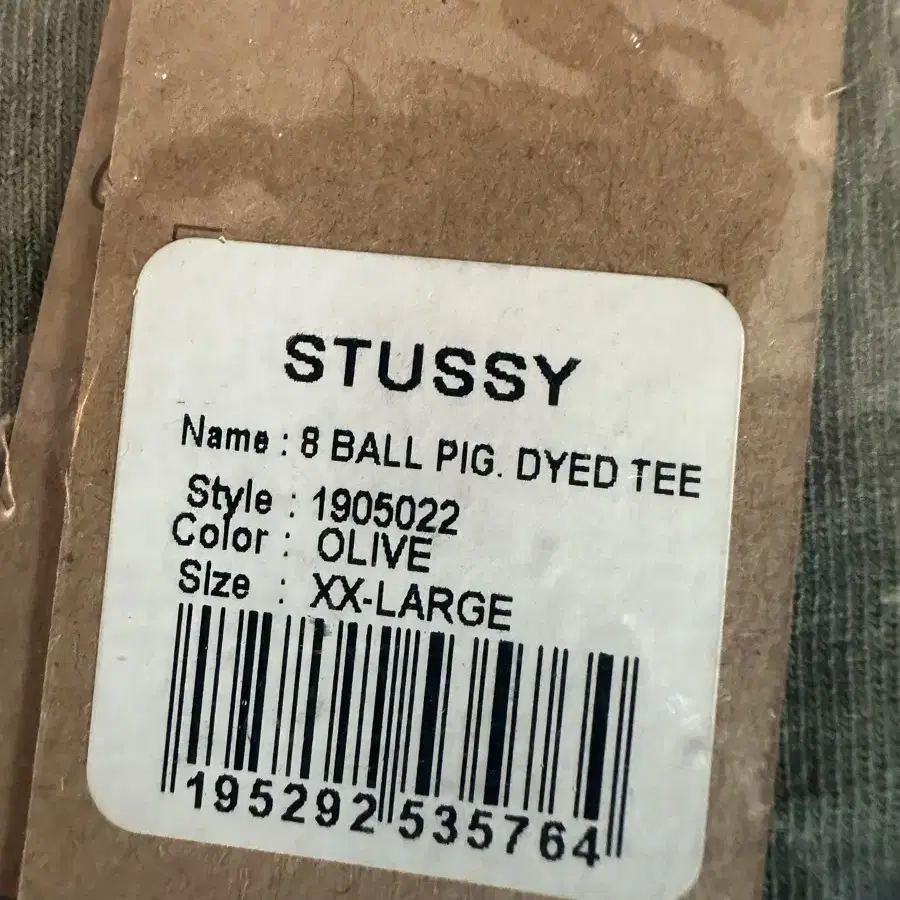 STUSSY
Name : 8 BALL PIG. DYED TEE
Style : 1905022
Color : OLIVE
Size : XX-LARGE
195292 535764